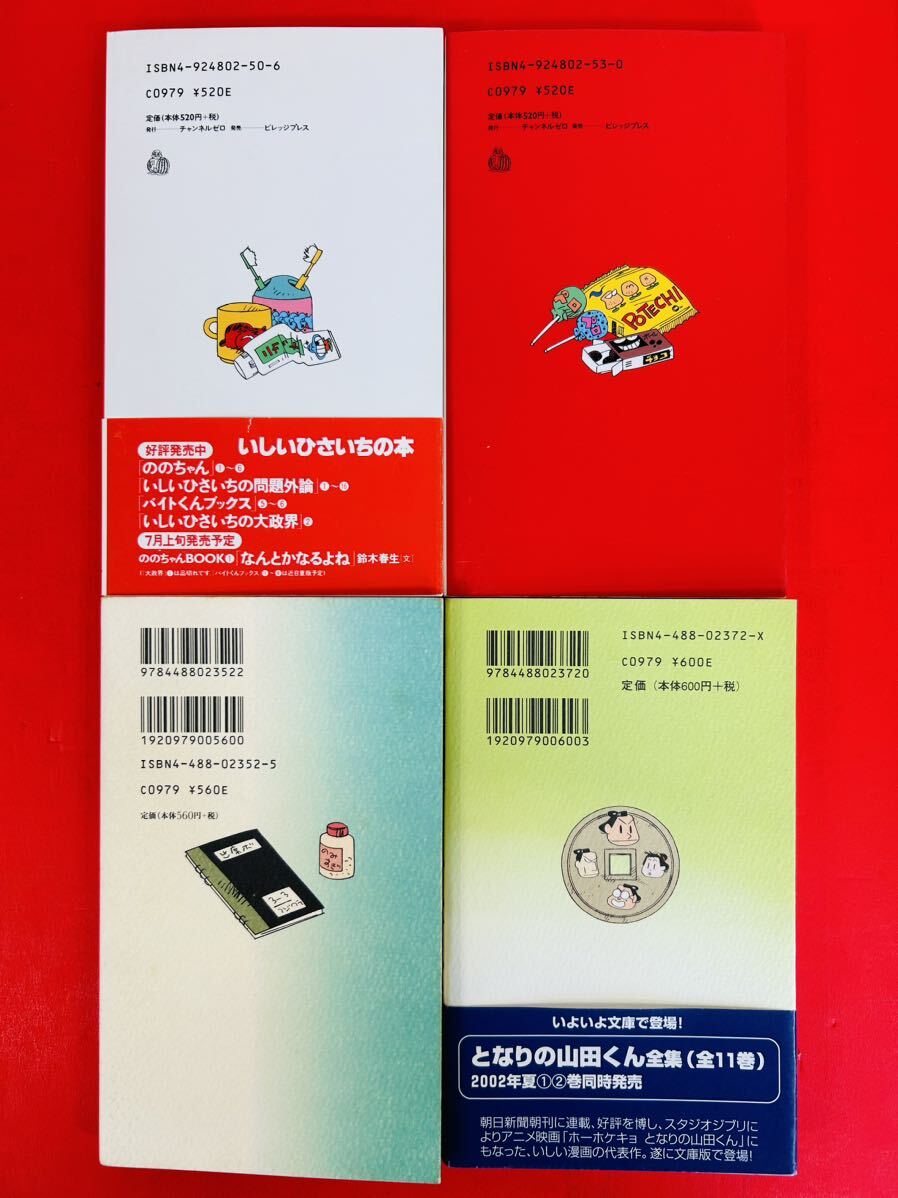 ISBN4-924802-50-6
C0979 ¥520E
定価(本体520円+税)
発行 チャンネルゼロ 発売 ビレッジプレス
好評発売中 いしいひさいちの本
「ののちゃん」①〜⑥
「いしいひさいちの問題外論」①〜
「バイトくんブックス」⑤〜⑥
「いしいひさいちの大政界」②
7月上旬発売予定
ののちゃんBOOK①「なんとかなるよね」鈴木春生[文]
ISBN4-924802-53-0
C0979 ¥520E
定価(本体520円+税)
発行 チャンネルゼロ 発売 ビレッジプレス
POTECHI
チョコ
9784488023522
1920979005600
ISBN4-488-02352-5
C0979 ¥560E
定価(本体560円+税)
出席ボ
3-3
フジワラ
のみ
ぐすり
9784488023720
1920979006003
ISBN4-488-02372-X
C0979 ¥600E
定価(本体600円+税)
いよいよ文庫で登場!
となりの山田くん全集(全11巻)
2002年夏①②巻同時発売
朝日新聞朝刊に連載、好評を博し、スタジオジブリに
よりアニメ映画「ホーホケキョ となりの山田くん」に
もなった、いしい漫画の代表作。遂に文庫版で登場!